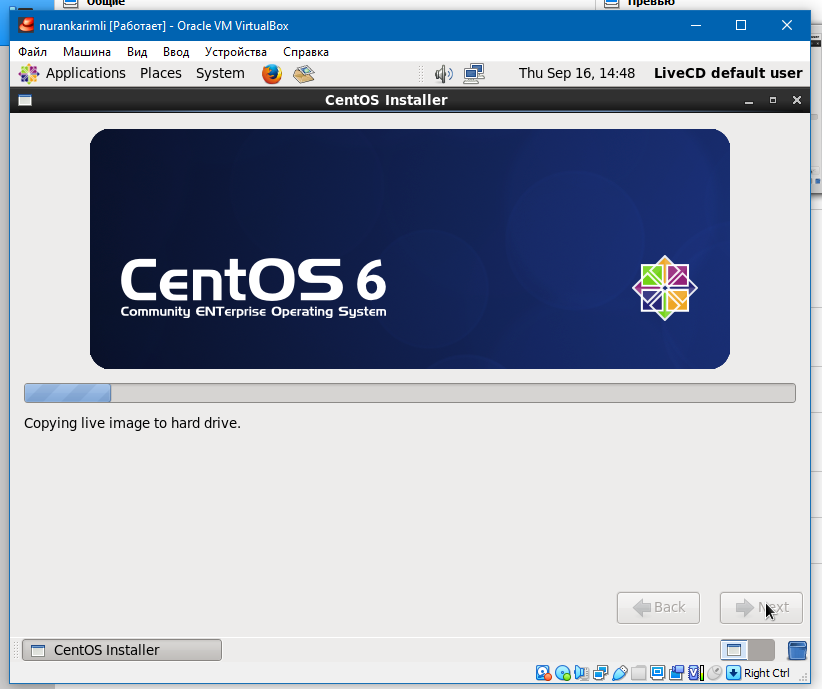 Общие
Превью
nurankarimli [Работает] - Oracle VM VirtualBox
Файл Машина Вид Ввод Устройства Справка
Applications Places System Thu Sep 16, 14:48 LiveCD default user
CentOS Installer
CentOS 6
Community ENTerprise Operating System
Copying live image to hard drive.
Back Next
CentOS Installer
Right Ctrl